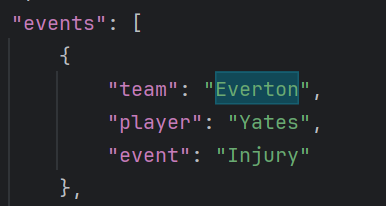 "events": [
{
"team": "Everton",
"player": "Yates",
"event": "Injury"
},